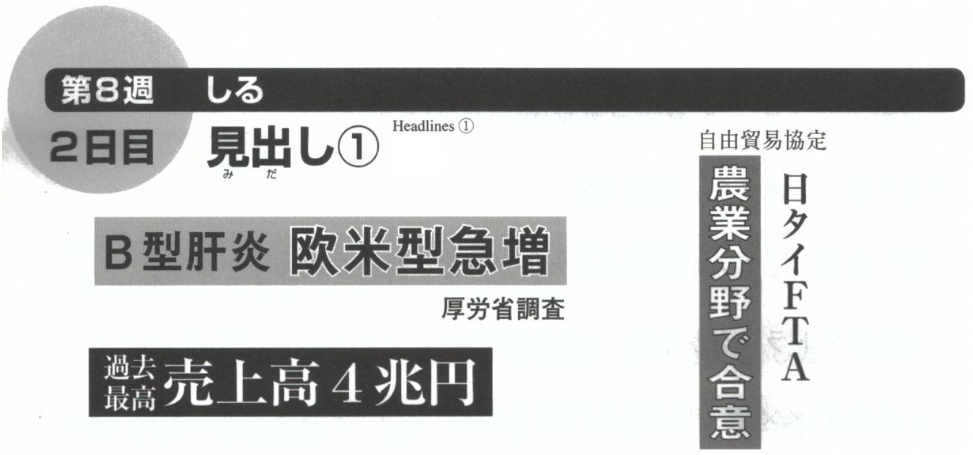 第8週 しる
2日目 見出し①
み だ
Headlines ①
B型肝炎 欧米型急増
厚労省調査
過去最高 売上高4兆円
自由貿易協定
日タイFTA
農業分野で合意